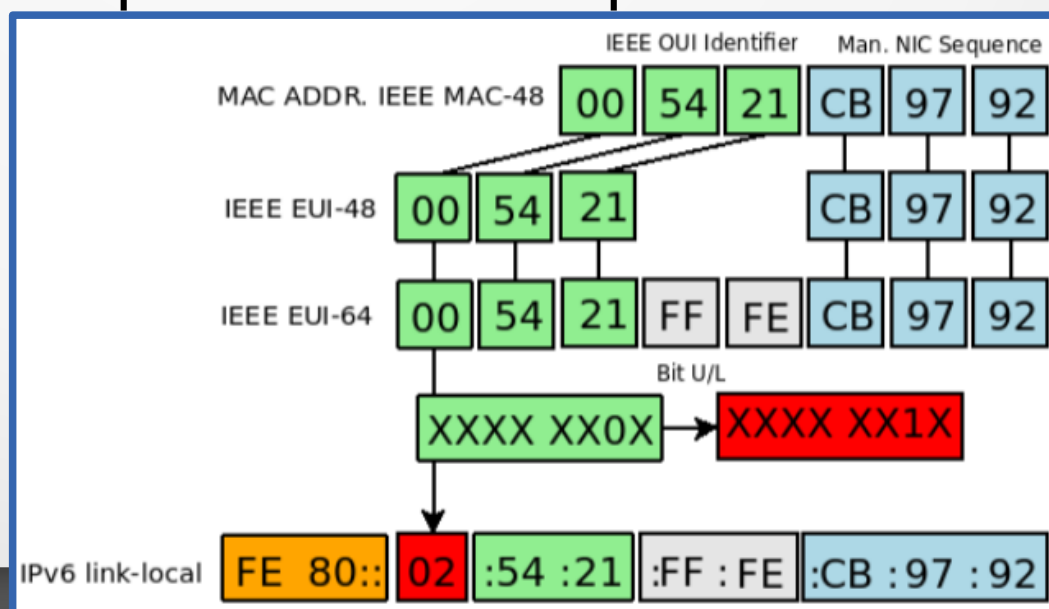 IEEE OUI Identifier Man. NIC Sequence
MAC ADDR. IEEE MAC-48 00 54 21 CB 97 92
IEEE EUI-48 00 54 21 CB 97 92
IEEE EUI-64 00 54 21 FF FE CB 97 92
Bit U/L
XXXX XX0X XXXX XX1X
IPv6 link-local FE 80:: 02 :54 :21 :FF : FE :CB : 97 : 92